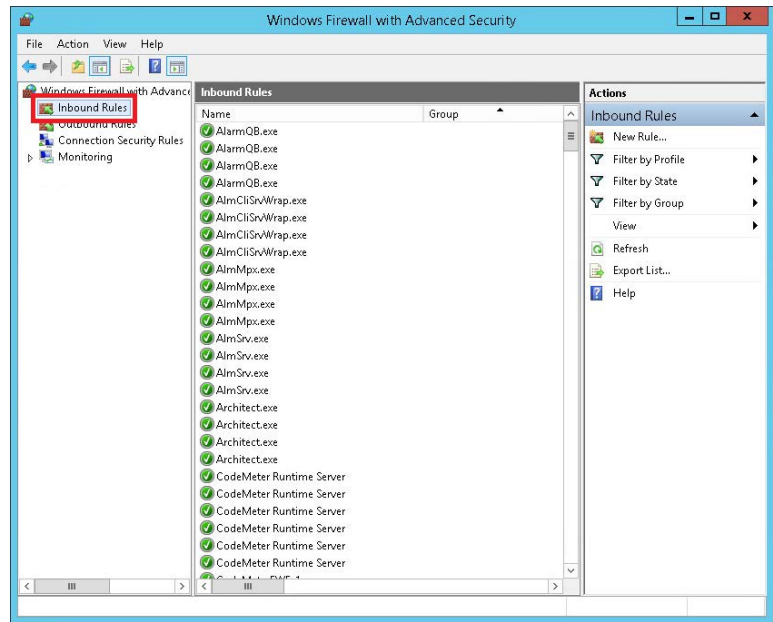 Windows Firewall with Advanced Security
File Action View Help
Windows Firewall with Advance
Inbound Rules
Outbound Rules
Connection Security Rules
Monitoring
Inbound Rules
Name Group
AlarmQB.exe
AlarmQB.exe
AlarmQB.exe
AlarmQB.exe
AlmCliSrvWrap.exe
AlmCliSrvWrap.exe
AlmCliSrvWrap.exe
AlmCliSrvWrap.exe
AlmMpx.exe
AlmMpx.exe
AlmMpx.exe
AlmMpx.exe
AlmSrv.exe
AlmSrv.exe
AlmSrv.exe
AlmSrv.exe
Architect.exe
Architect.exe
Architect.exe
Architect.exe
CodeMeter Runtime Server
CodeMeter Runtime Server
CodeMeter Runtime Server
CodeMeter Runtime Server
CodeMeter Runtime Server
CodeMeter Runtime Server
Actions
Inbound Rules
New Rule...
Filter by Profile
Filter by State
Filter by Group
View
Refresh
Export List...
Help